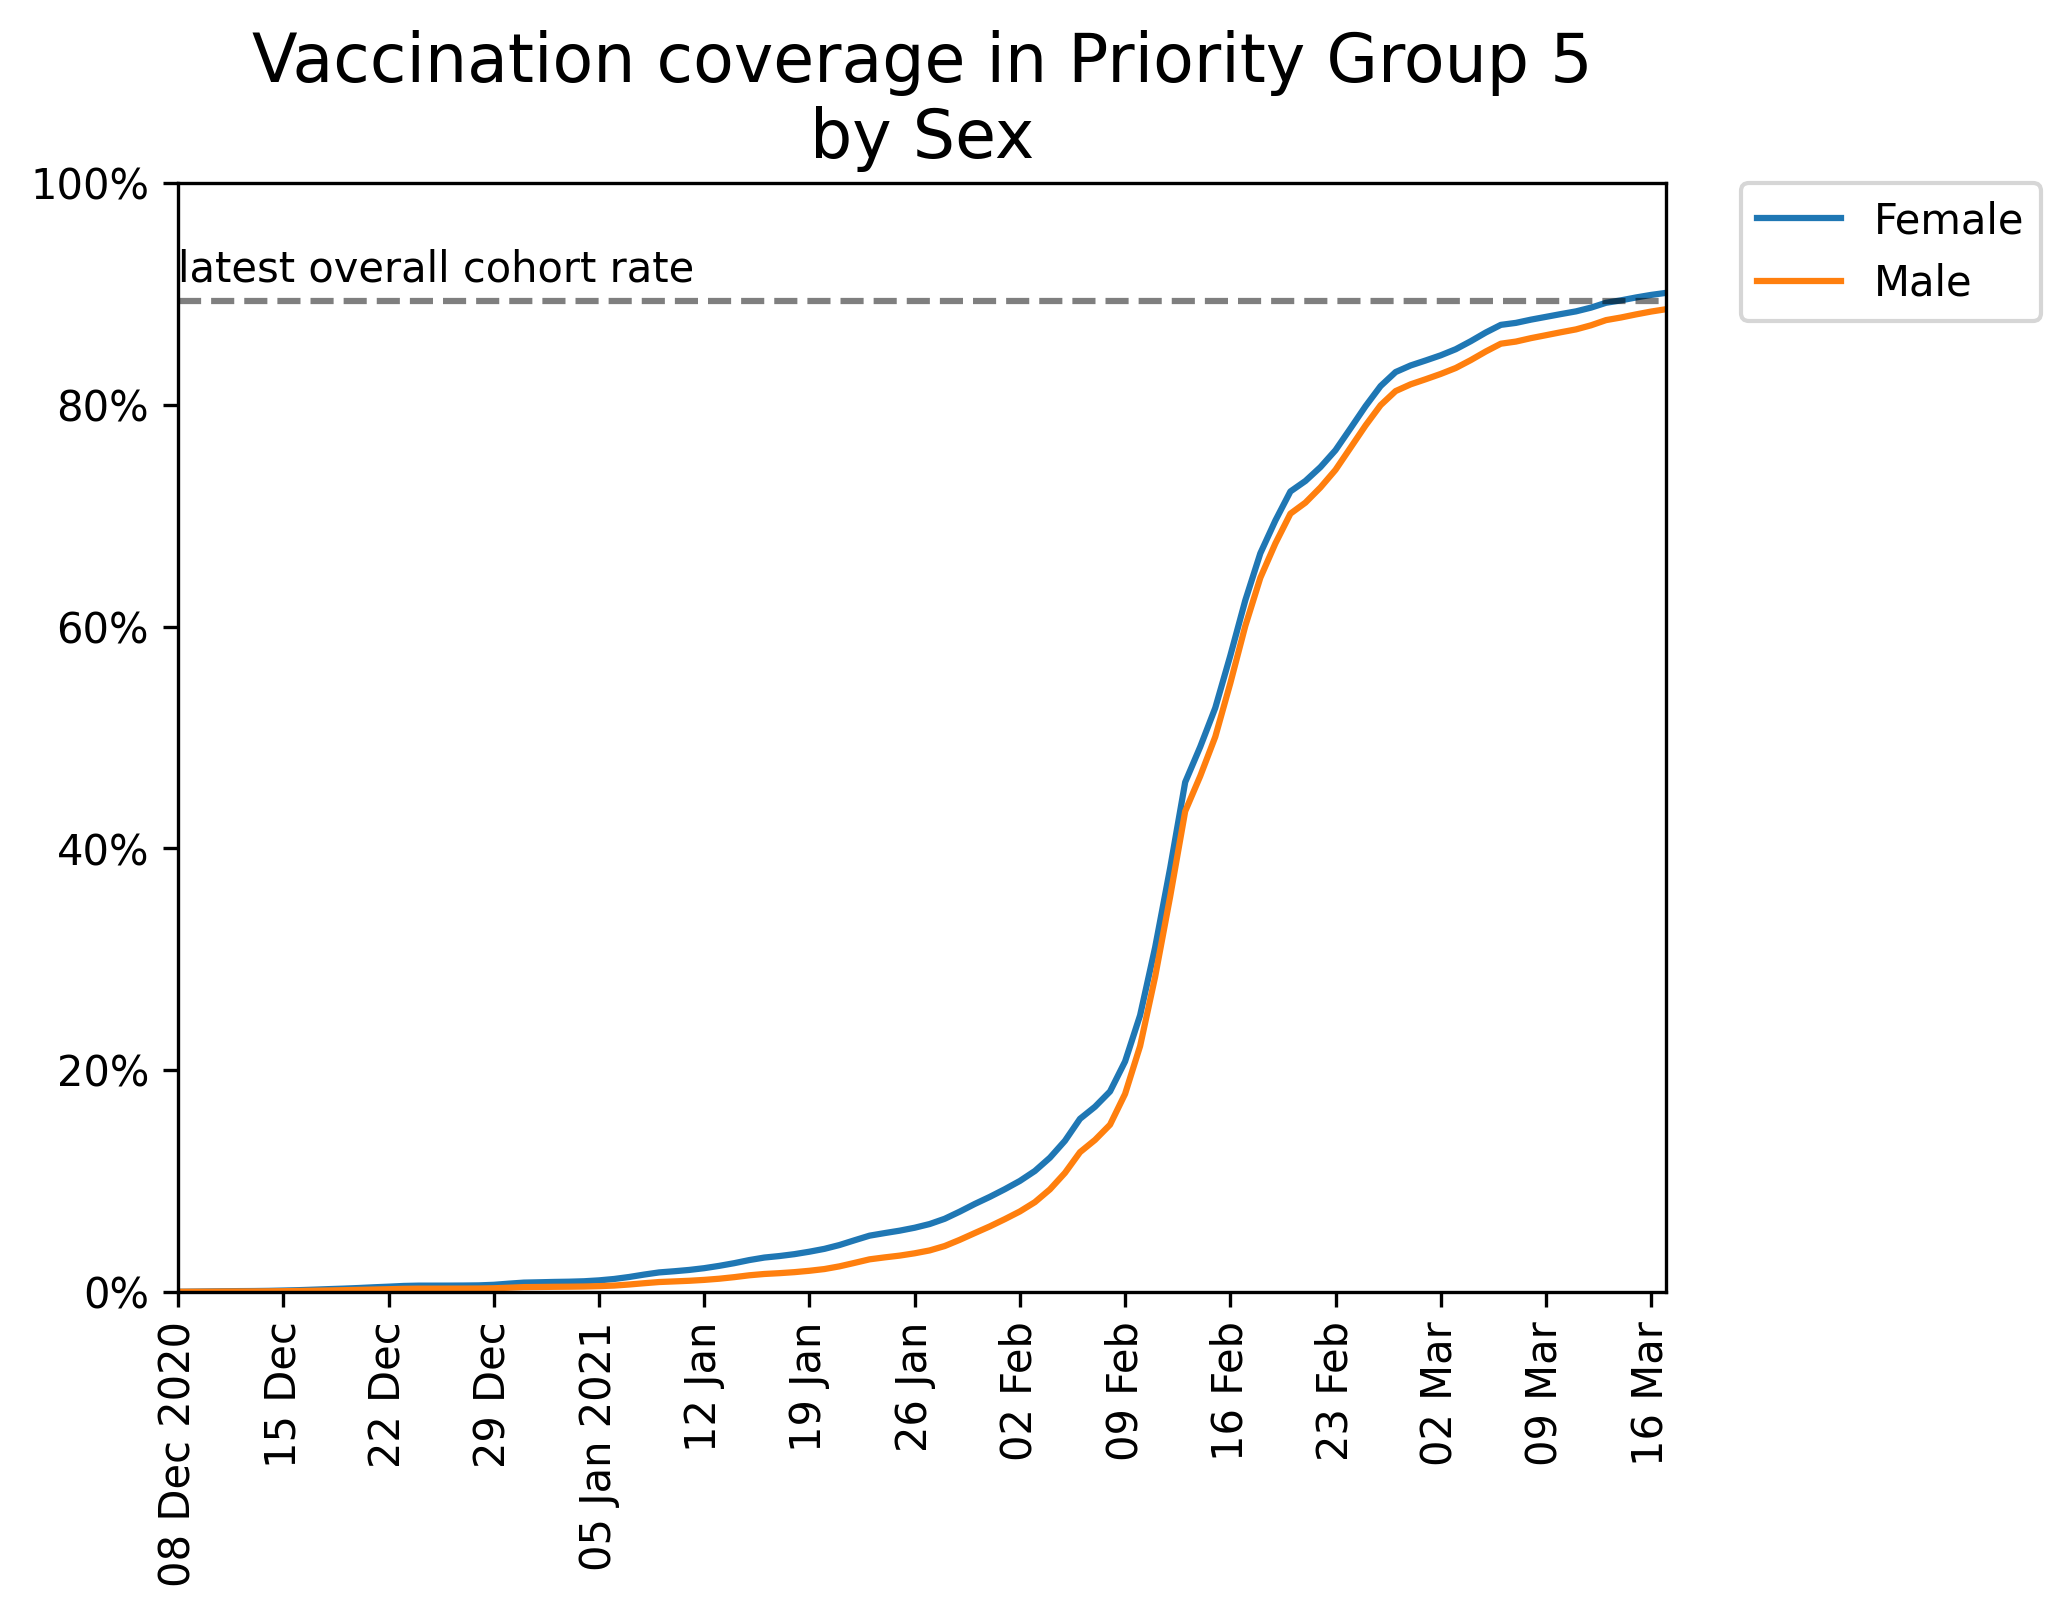 Vaccination coverage in Priority Group 5
by Sex
100%
80%
60%
40%
20%
0%
latest overall cohort rate
Female
Male
08 Dec 2020
15 Dec
22 Dec
29 Dec
05 Jan 2021
12 Jan
19 Jan
26 Jan
02 Feb
09 Feb
16 Feb
23 Feb
02 Mar
09 Mar
16 Mar